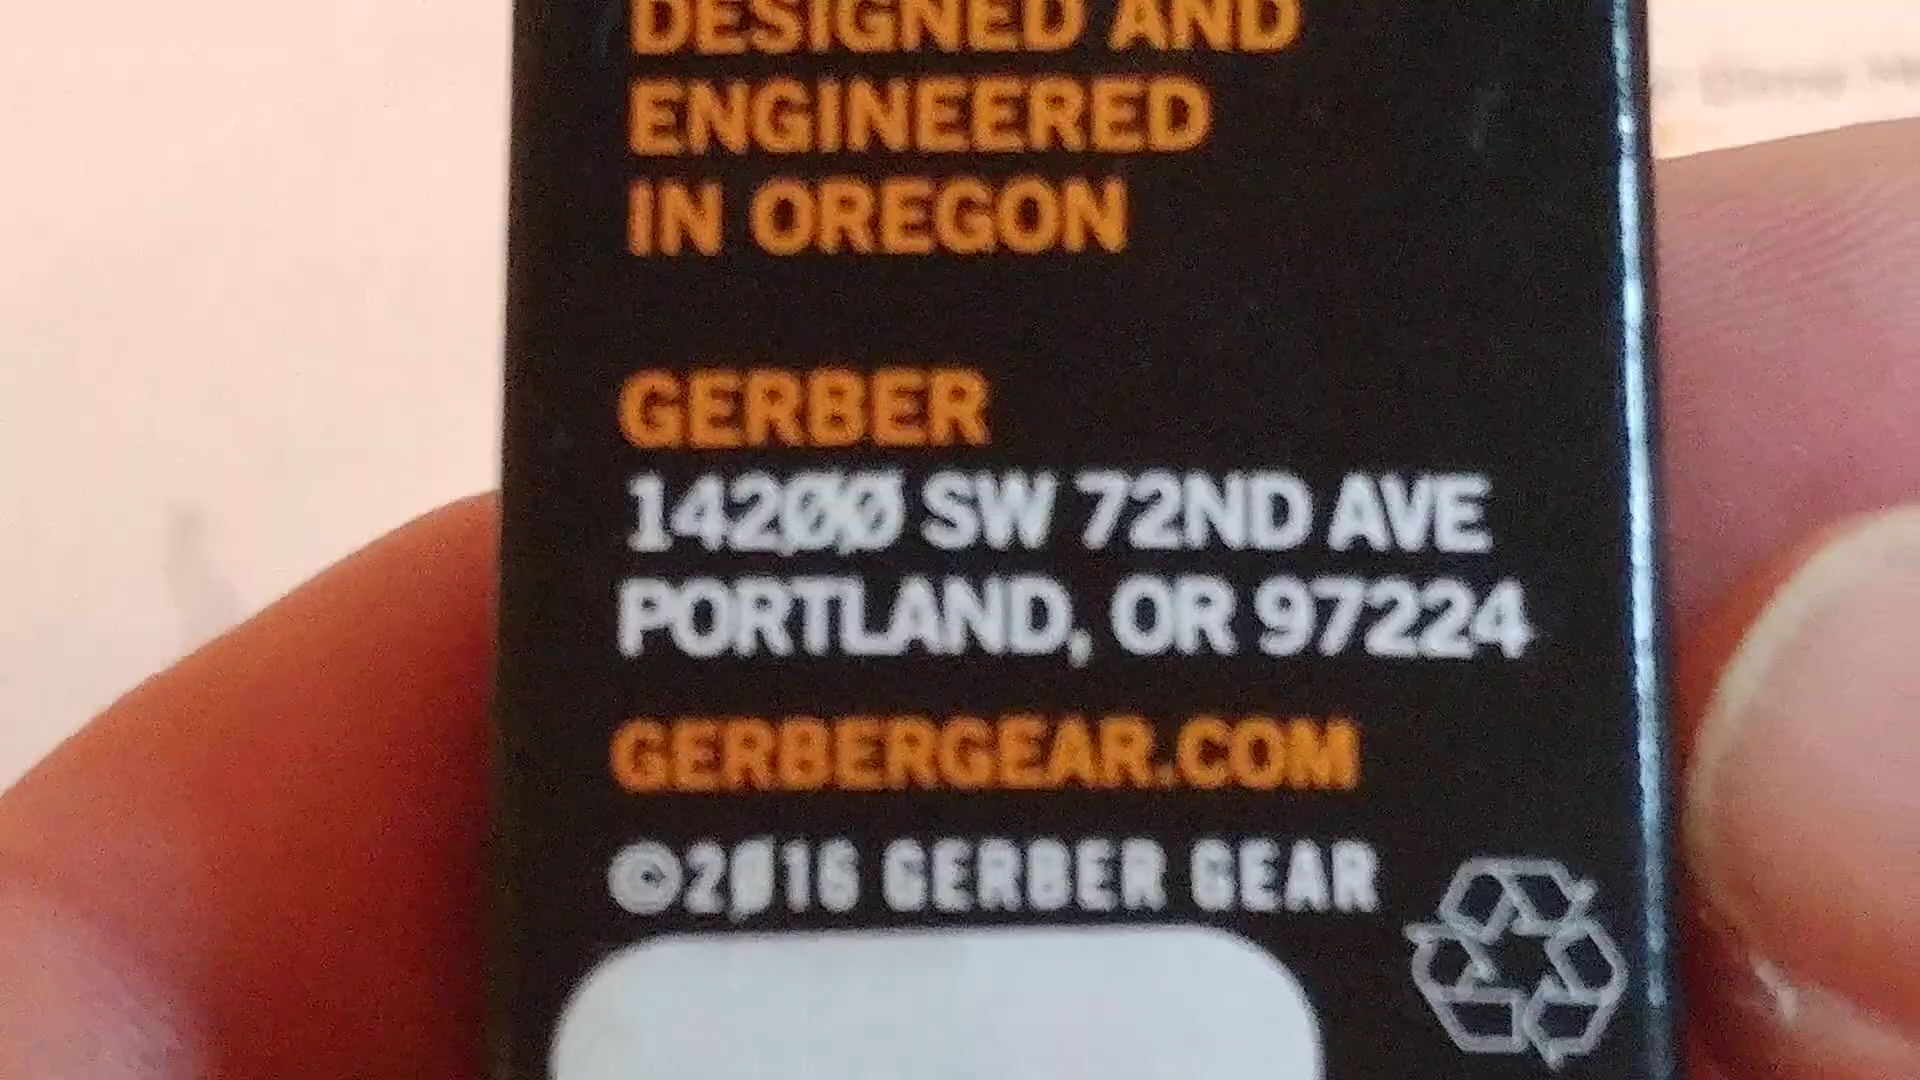 DESIGNED AND
ENGINEERED
IN OREGON
GERBER
14200 SW 72ND AVE
PORTLAND, OR 97224
GERBERGEAR.COM
©2016 GERBER GEAR